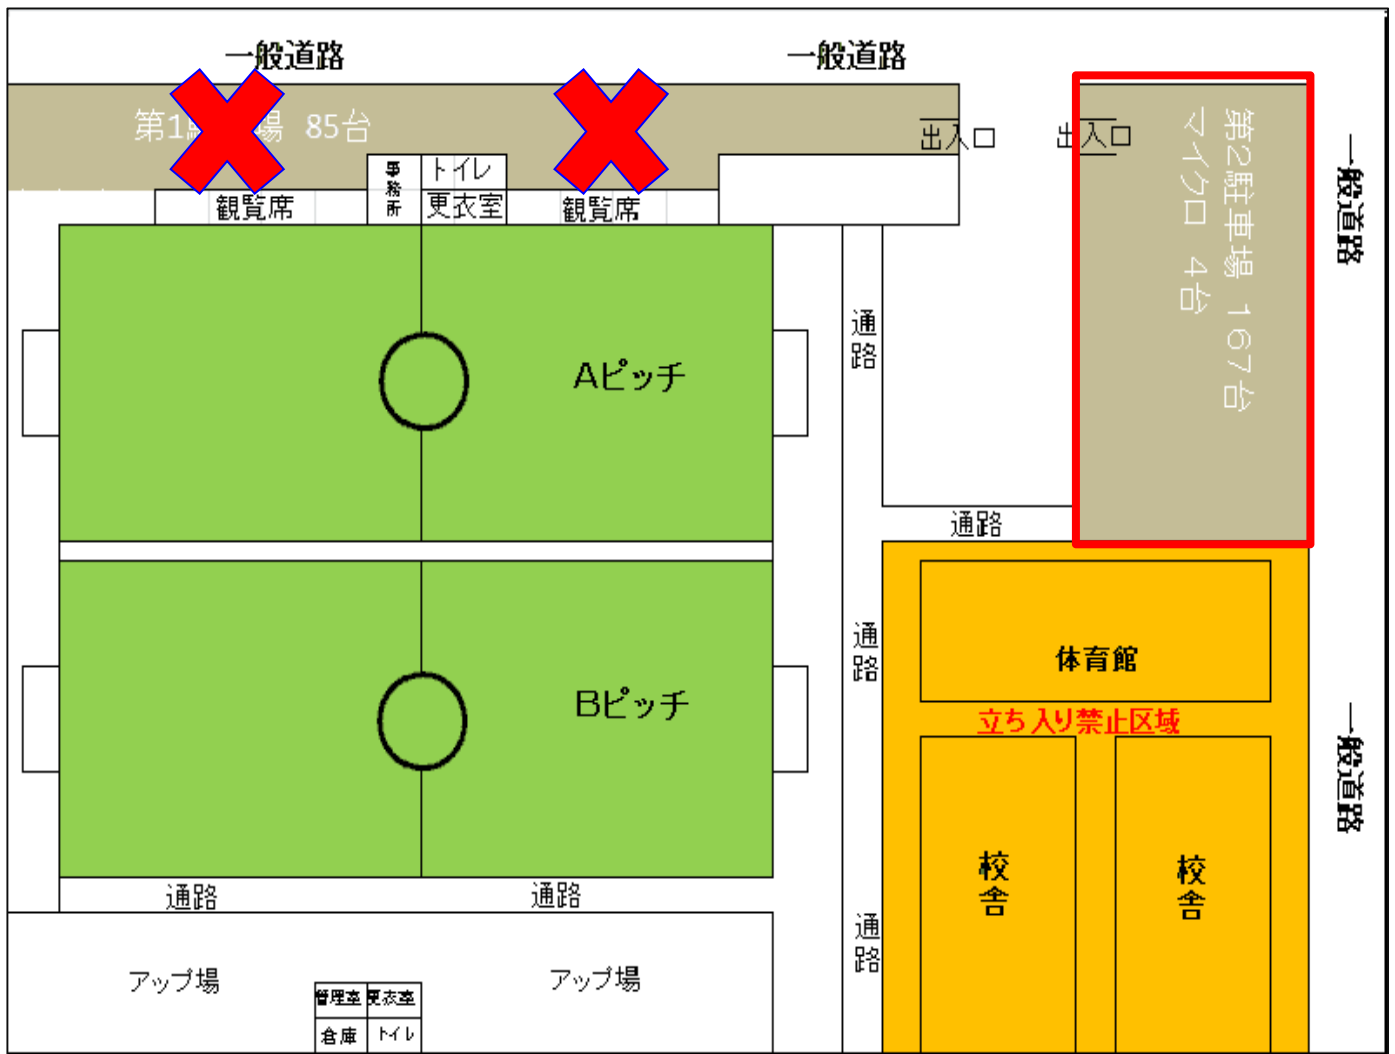 一般道路
一般道路
第1駐車場 85台
出入口
出入口
第2駐車場 167台
マイクロ 4台
一般道路
事務所
トイレ
更衣室
観覧席
観覧席
通路
Aピッチ
通路
通路
体育館
Bピッチ
立ち入り禁止区域
一般道路
校舎
校舎
通路
通路
通路
アップ場
アップ場
管理室
更衣室
倉庫
トイレ